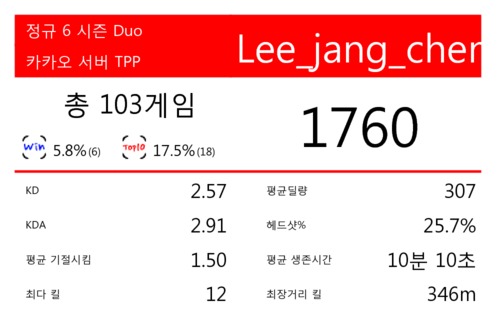 정규 6 시즌 Duo
카카오 서버 TPP
Lee_jang_cher
총 103게임
1760
Win 5.8%(6) Top10 17.5%(18)
KD 2.57
평균딜량 307
KDA 2.91
헤드샷% 25.7%
평균 기절시킴 1.50
평균 생존시간 10분 10초
최다 킬 12
최장거리 킬 346m